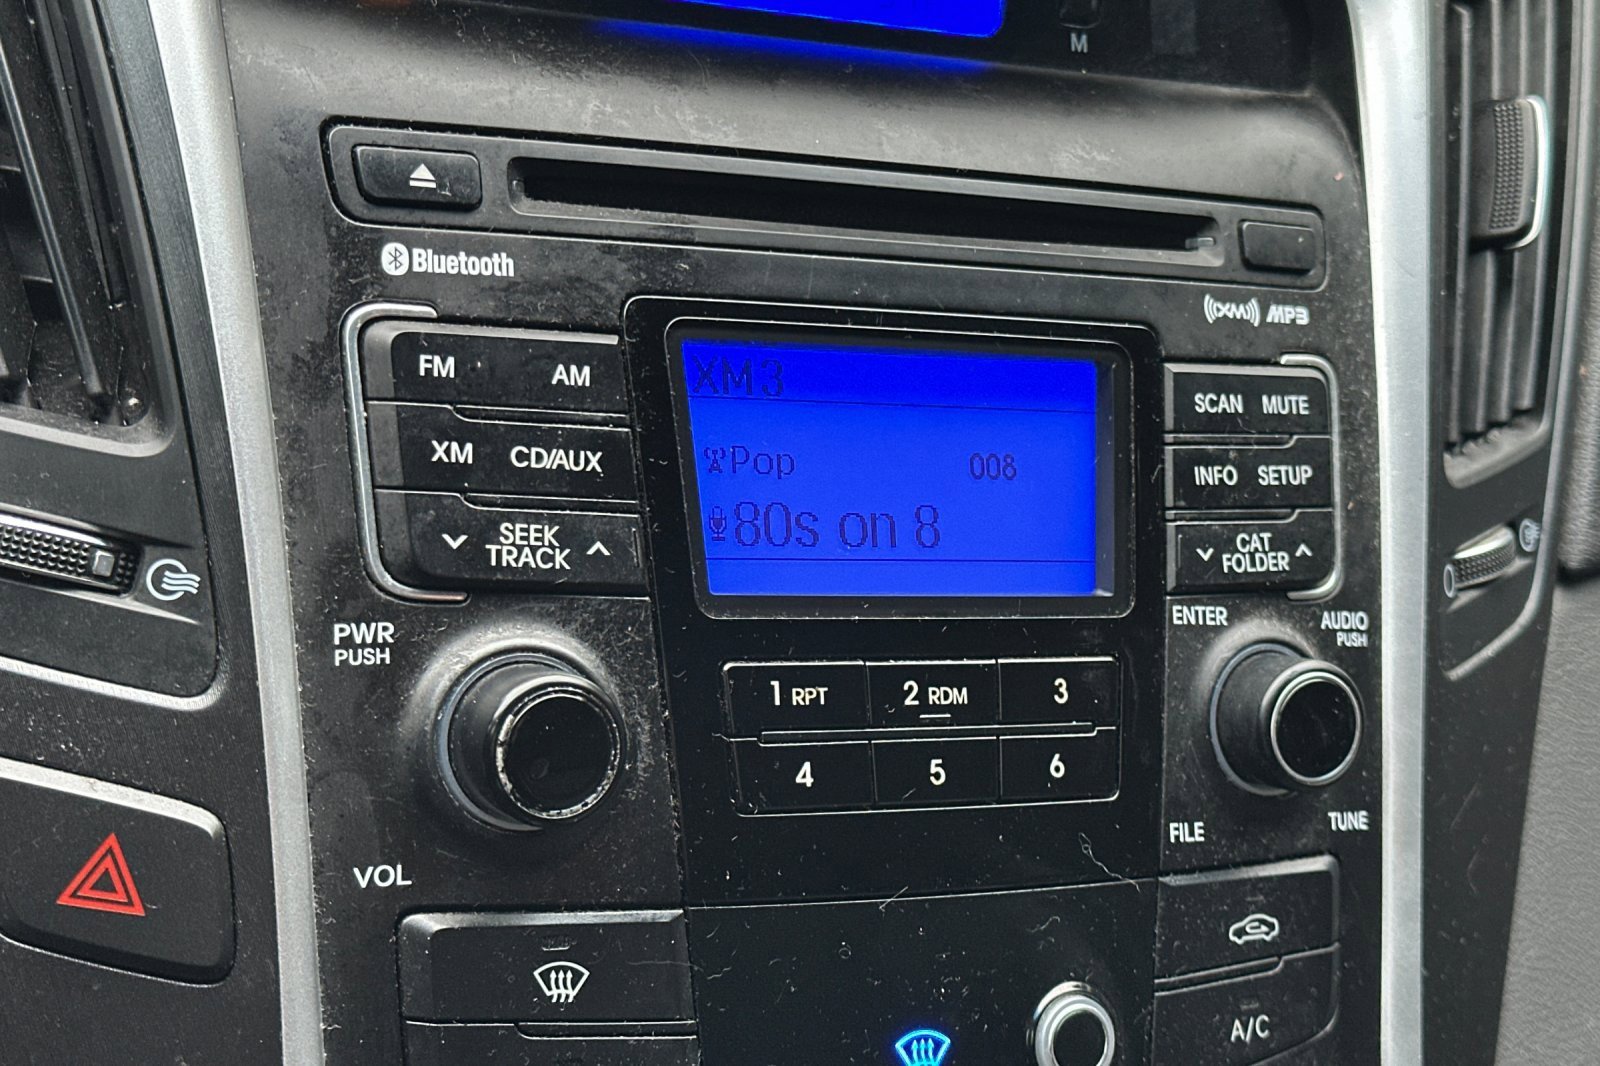 M
Bluetooth
((XM)) MP3
FM AM
XM CD/AUX
SEEK
TRACK
XM3
Pop 008
80s on 8
SCAN MUTE
INFO SETUP
CAT
FOLDER
PWR
PUSH
VOL
1 RPT 2 RDM 3
4 5 6
ENTER
AUDIO
PUSH
FILE
TUNE
A/C